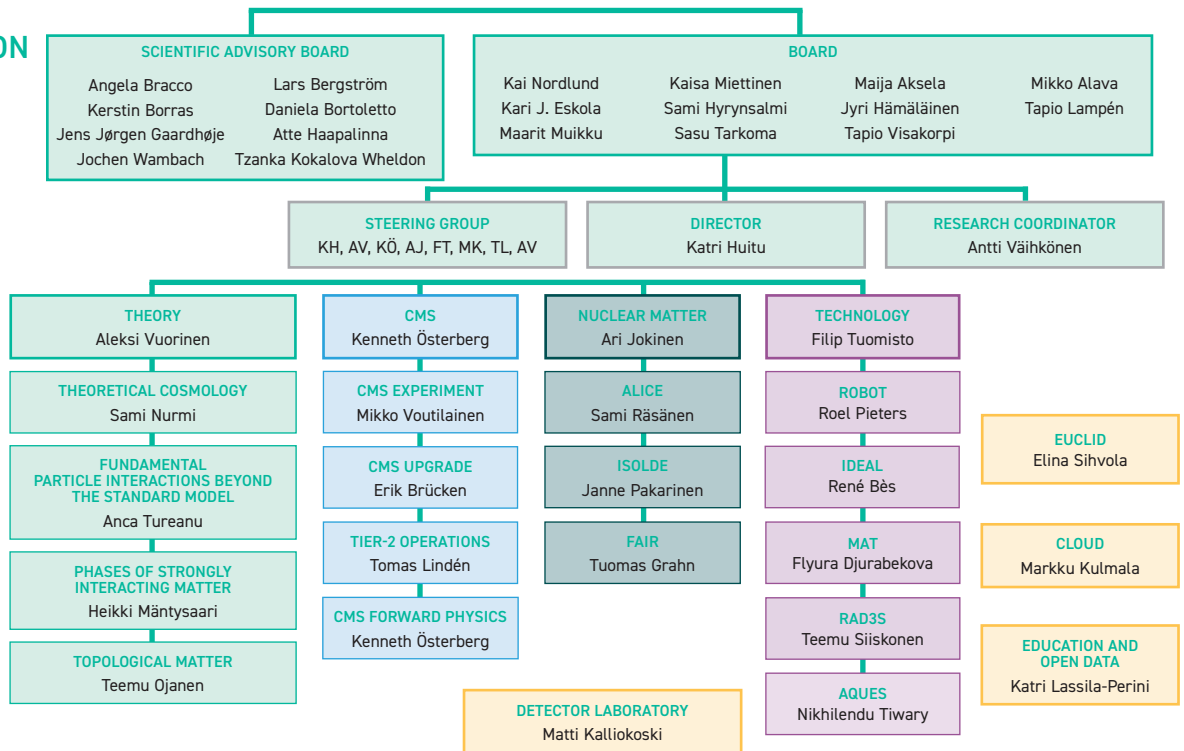 ON
SCIENTIFIC ADVISORY BOARD
Angela Bracco
Kerstin Borras
Jens Jørgen Gaardhøje
Jochen Wambach
Lars Bergström
Daniela Bortoletto
Atte Haapalinna
Tzanka Kokalova Wheldon
BOARD
Kai Nordlund
Kari J. Eskola
Maarit Muikku
Kaisa Miettinen
Sami Hyrynsalmi
Sasu Tarkoma
Maija Aksela
Jyri Hämäläinen
Tapio Visakorpi
Mikko Alava
Tapio Lampén
STEERING GROUP
KH, AV, KÖ, AJ, FT, MK, TL, AV
DIRECTOR
Katri Huitu
RESEARCH COORDINATOR
Antti Väihkönen
THEORY
Aleksi Vuorinen
THEORETICAL COSMOLOGY
Sami Nurmi
FUNDAMENTAL
PARTICLE INTERACTIONS BEYOND
THE STANDARD MODEL
Anca Tureanu
PHASES OF STRONGLY
INTERACTING MATTER
Heikki Mäntysaari
TOPOLOGICAL MATTER
Teemu Ojanen
CMS
Kenneth Österberg
CMS EXPERIMENT
Mikko Voutilainen
CMS UPGRADE
Erik Brücken
TIER-2 OPERATIONS
Tomas Lindén
CMS FORWARD PHYSICS
Kenneth Österberg
NUCLEAR MATTER
Ari Jokinen
ALICE
Sami Räsänen
ISOLDE
Janne Pakarinen
FAIR
Tuomas Grahn
TECHNOLOGY
Filip Tuomisto
ROBOT
Roel Pieters
IDEAL
René Bès
MAT
Flyura Djurabekova
RAD3S
Teemu Siiskonen
AQUES
Nikhilendu Tiwary
EUCLID
Elina Sihvola
CLOUD
Markku Kulmala
EDUCATION AND
OPEN DATA
Katri Lassila-Perini
DETECTOR LABORATORY
Matti Kalliokoski